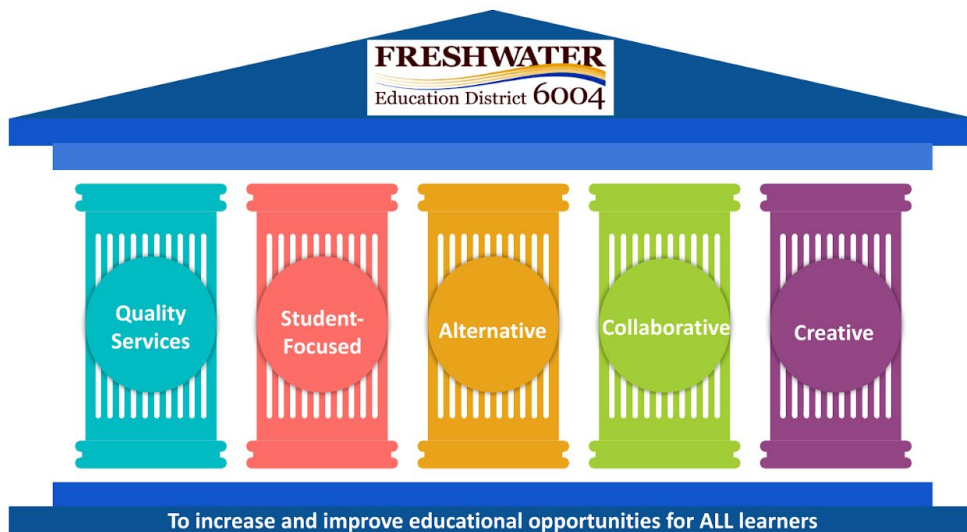 FRESHWATER
Education District 6004
Quality
Services
Student-
Focused
Alternative
Collaborative
Creative
To increase and improve educational opportunities for ALL learners